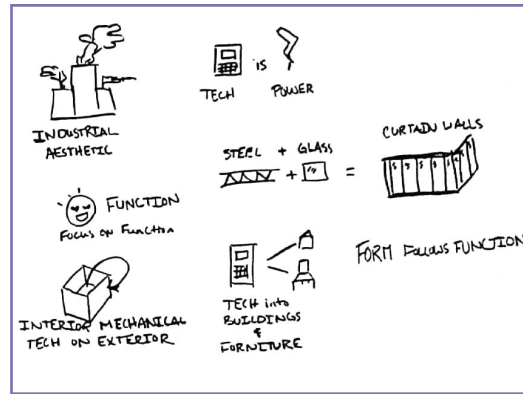 INDUSTRIAL
AESTHETIC
is
TECH POWER
STEEL + GLASS
+ =
CURTAIN WALLS
FUNCTION
FOCUS ON FUNCTION
INTERIOR MECHANICAL
TECH ON EXTERIOR
TECH into
BUILDINGS
&
FORNITURE
FORM FOLLOWS FUNCTION